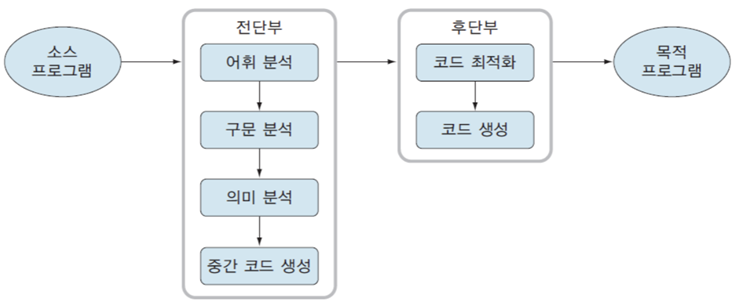 소스
프로그램
전단부
어휘 분석
구문 분석
의미 분석
중간 코드 생성
후단부
코드 최적화
코드 생성
목적
프로그램